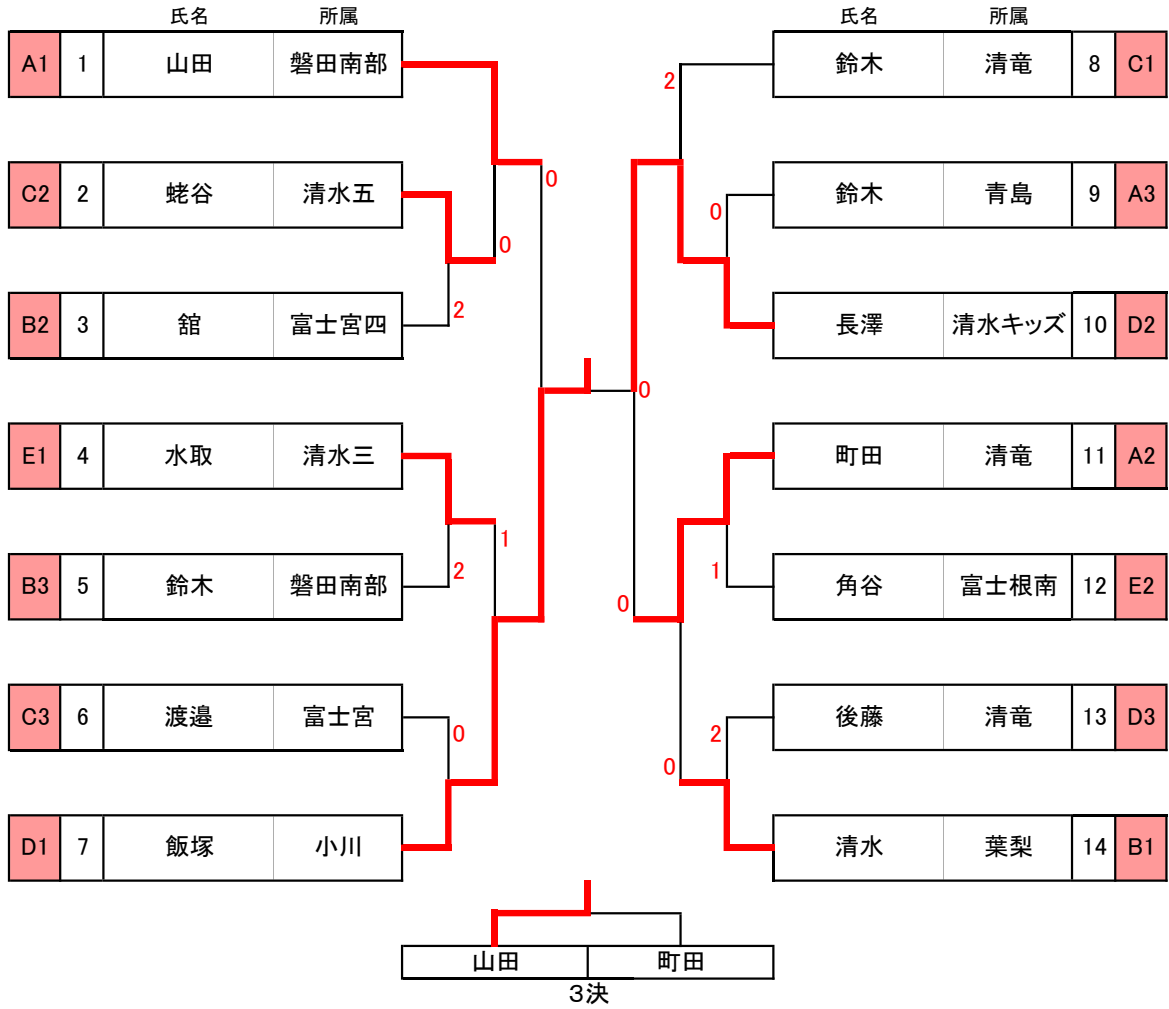 氏名 所属 氏名 所属
A1 1 山田 磐田南部 鈴木 清竜 8 C1
2
0
C2 2 蛯谷 清水五 鈴木 青島 9 A3
0
0
B2 3 舘 富士宮四 2 長澤 清水キッズ 10 D2
0
E1 4 水取 清水三 町田 清竜 11 A2
1
B3 5 鈴木 磐田南部 2 1 角谷 富士根南 12 E2
0
C3 6 渡邉 富士宮 0 2 後藤 清竜 13 D3
0
D1 7 飯塚 小川 清水 葉梨 14 B1
山田 町田
３決